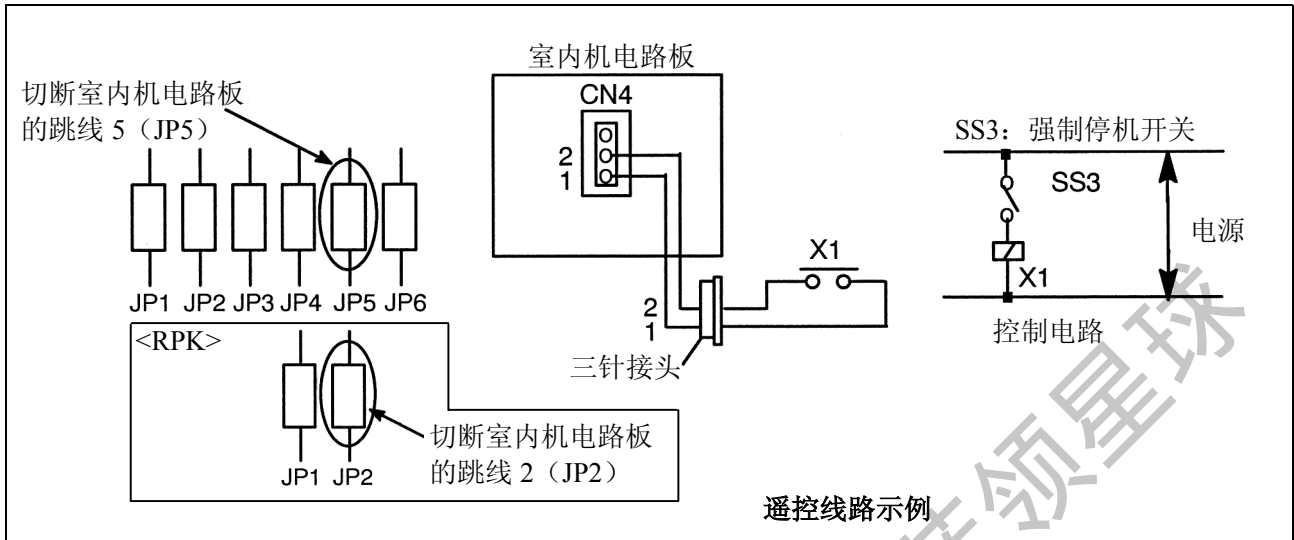 室内机电路板
切断室内机电路板
的跳线 5（JP5）
CN4
2
1
SS3：强制停机开关
SS3
电源
X1
X1
2
1
JP1 JP2 JP3 JP4 JP5 JP6
控制电路
<RPK>
三针接头
切断室内机电路板
的跳线 2（JP2）
JP1 JP2
遥控线路示例
领星球